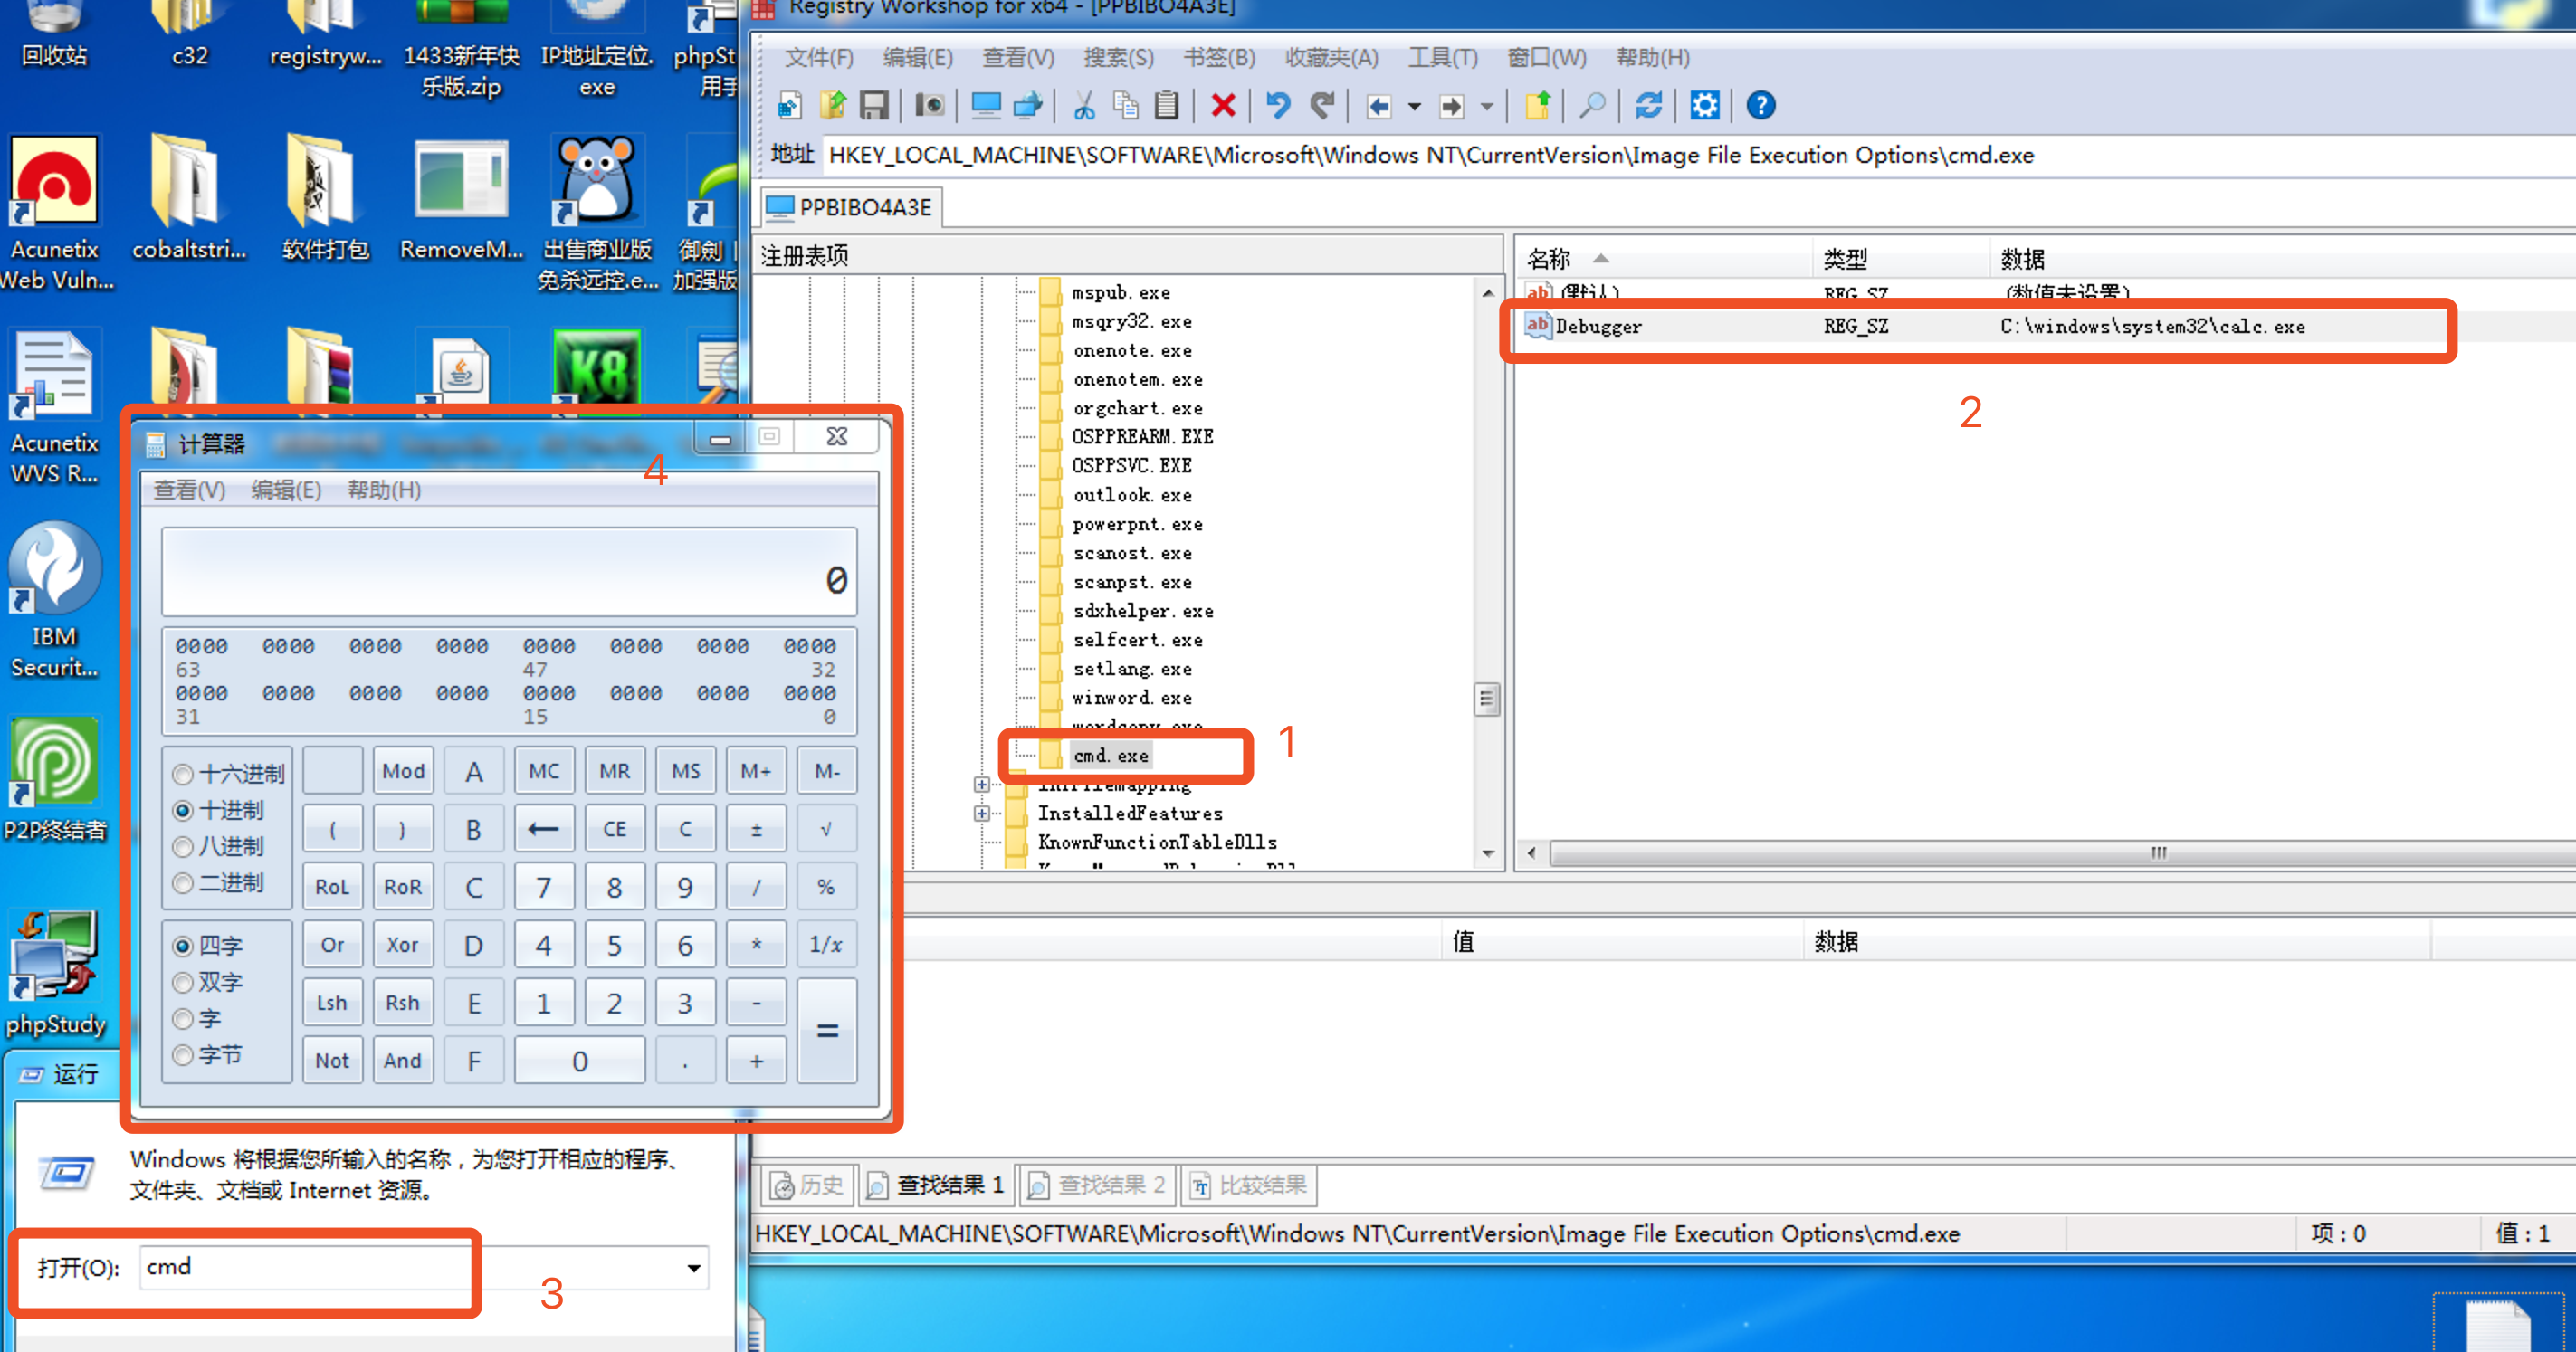 回收站
c32
registryw...
1433新年快
乐版.zip
IP地址定位.
exe
phpSt
用手
Acunetix
Web Vuln...
cobaltstri...
软件打包
RemoveM...
出售商业版
免杀远控.e...
御劍
加强版
Acunetix
WVS R...
K8
IBM
Securit...
P2P终结者
phpStudy
Registry Workshop for x64 - [PPBIBO4A3E]
文件(F) 编辑(E) 查看(V) 搜索(S) 书签(B) 收藏夹(A) 工具(T) 窗口(W) 帮助(H)
地址 HKEY_LOCAL_MACHINE\SOFTWARE\Microsoft\Windows NT\CurrentVersion\Image File Execution Options\cmd.exe
PPBIBO4A3E
注册表项
mspub.exe
msqry32.exe
onenote.exe
onenotem.exe
orgchart.exe
OSPPREARM.EXE
OSPPSVC.EXE
outlook.exe
powerpnt.exe
scanost.exe
scanpst.exe
sdxhelper.exe
selfcert.exe
setlang.exe
winword.exe
wordconv.exe
cmd.exe
1
IniFileMapping
InstalledFeatures
KnownFunctionTableDlls
名称 类型 数据
(默认) REG_SZ (数值未设置)
Debugger REG_SZ C:\windows\system32\calc.exe
2
值 数据
历史 查找结果 1 查找结果 2 比较结果
HKEY_LOCAL_MACHINE\SOFTWARE\Microsoft\Windows NT\CurrentVersion\Image File Execution Options\cmd.exe 项：0 值：1
计算器
4
查看(V) 编辑(E) 帮助(H)
0
0000 0000 0000 0000 0000 0000 0000 0000
63 47 32
0000 0000 0000 0000 0000 0000 0000 0000
31 15 0
十六进制 Mod A MC MR MS M+ M-
十进制 ( ) B ← CE C ± √
八进制
二进制 RoL RoR C 7 8 9 / %
四字 Or Xor D 4 5 6 * 1/x
双字
字 Lsh Rsh E 1 2 3 - =
字节 Not And F 0 . +
运行
Windows 将根据您所输入的名称，为您打开相应的程序、
文件夹、文档或 Internet 资源。
打开(O): cmd
3